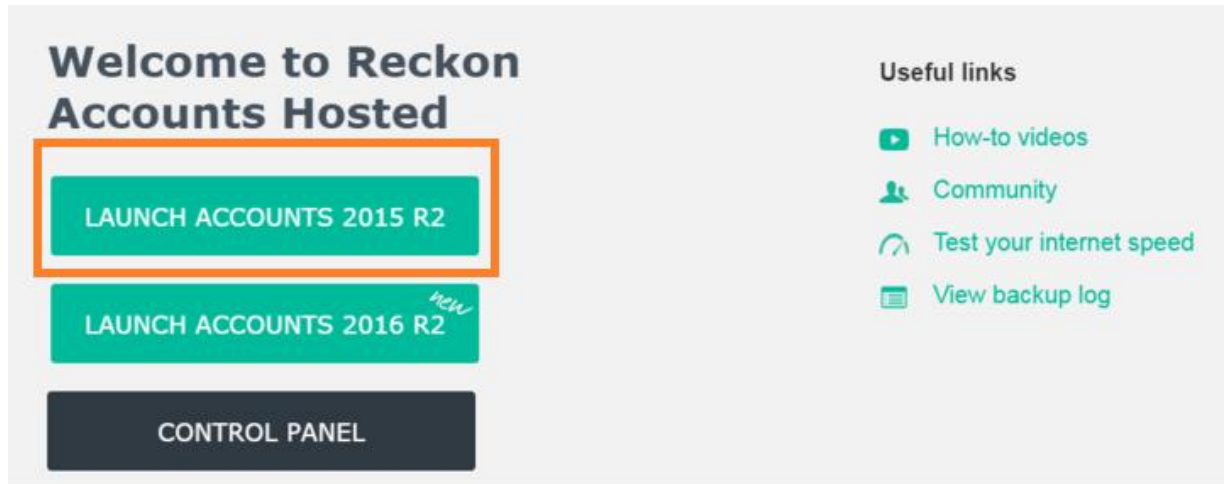 Welcome to Reckon
Accounts Hosted
LAUNCH ACCOUNTS 2015 R2
new
LAUNCH ACCOUNTS 2016 R2
CONTROL PANEL
Useful links
How-to videos
Community
Test your internet speed
View backup log